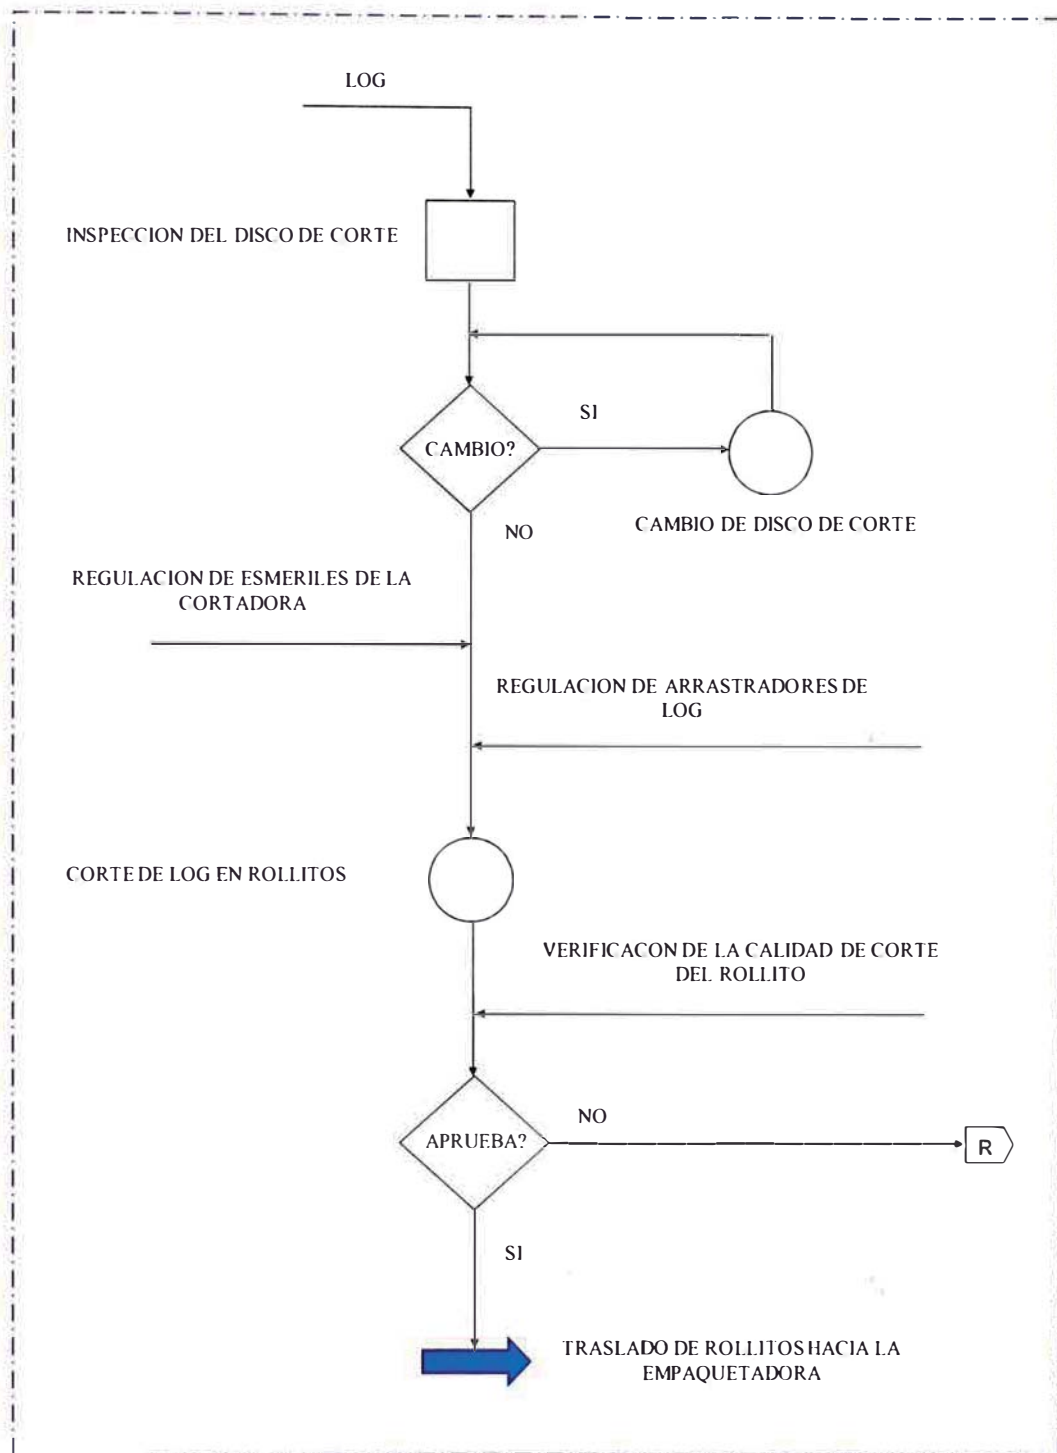 LOG
INSPECCION DEL DISCO DE CORTE
CAMBIO?
SI
CAMBIO DE DISCO DE CORTE
NO
REGULACION DE ESMERILES DE LA
CORTADORA
REGULACION DE ARRASTRADORES DE
LOG
CORTE DE LOG EN ROLLITOS
VERIFICACON DE LA CALIDAD DE CORTE
DEL ROLLITO
APRUEBA?
NO
R
SI
TRASLADO DE ROLLITOS HACIA LA
EMPAQUETADORA